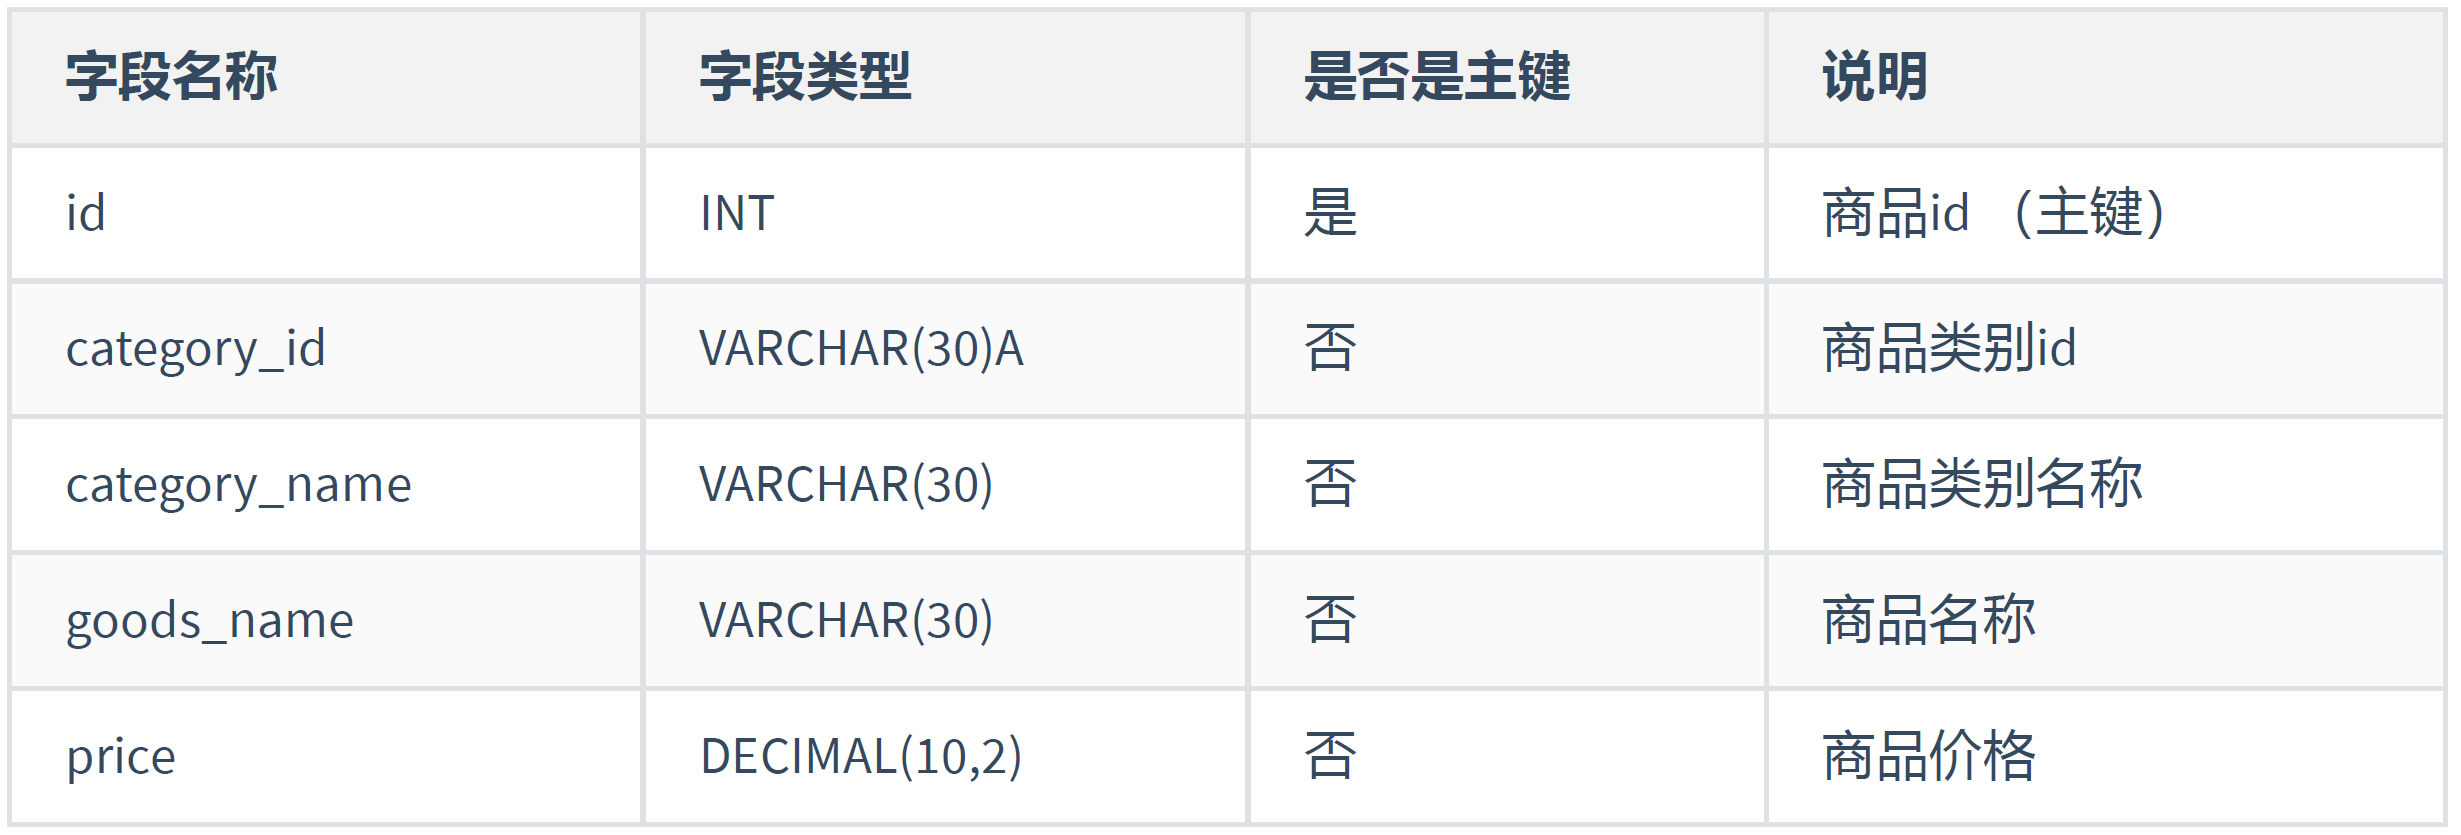 字段名称 字段类型 是否是主键 说明
id INT 是 商品id （主键）
category_id VARCHAR(30)A 否 商品类别id
category_name VARCHAR(30) 否 商品类别名称
goods_name VARCHAR(30) 否 商品名称
price DECIMAL(10,2) 否 商品价格